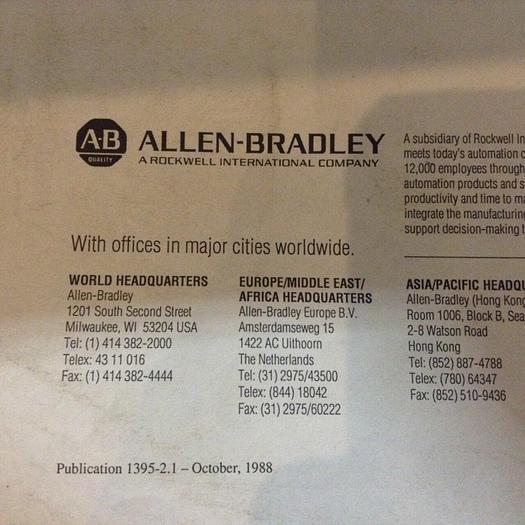 A-B
QUALITY
ALLEN-BRADLEY
A ROCKWELL INTERNATIONAL COMPANY
A subsidiary of Rockwell
meets today's automation
12,000 employees through
automation products and
productivity and time to
integrate the manufacturing
support decision-making
With offices in major cities worldwide.
WORLD HEADQUARTERS
Allen-Bradley
1201 South Second Street
Milwaukee, WI 53204 USA
Tel: (1) 414 382-2000
Telex: 43 11 016
Fax: (1) 414 382-4444
EUROPE/MIDDLE EAST/
AFRICA HEADQUARTERS
Allen-Bradley Europe B.V.
Amsterdamseweg 15
1422 AC Uithoorn
The Netherlands
Tel: (31) 2975/43500
Telex: (844) 18042
Fax: (31) 2975/60222
ASIA/PACIFIC
Allen-Bradley (Hong Kong
Room 1006, Block B,
2-8 Watson Road
Hong Kong
Tel: (852) 887-4788
Telex: (780) 64347
Fax: (852) 510-9436
Publication 1395-2.1 – October, 1988